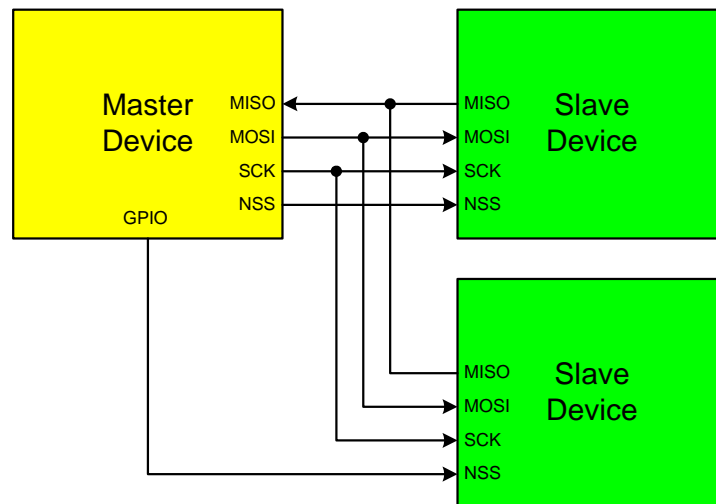 Master
Device
MISO
MOSI
SCK
NSS
GPIO
MISO
MOSI
SCK
NSS
Slave
Device
MISO
MOSI
SCK
NSS
Slave
Device